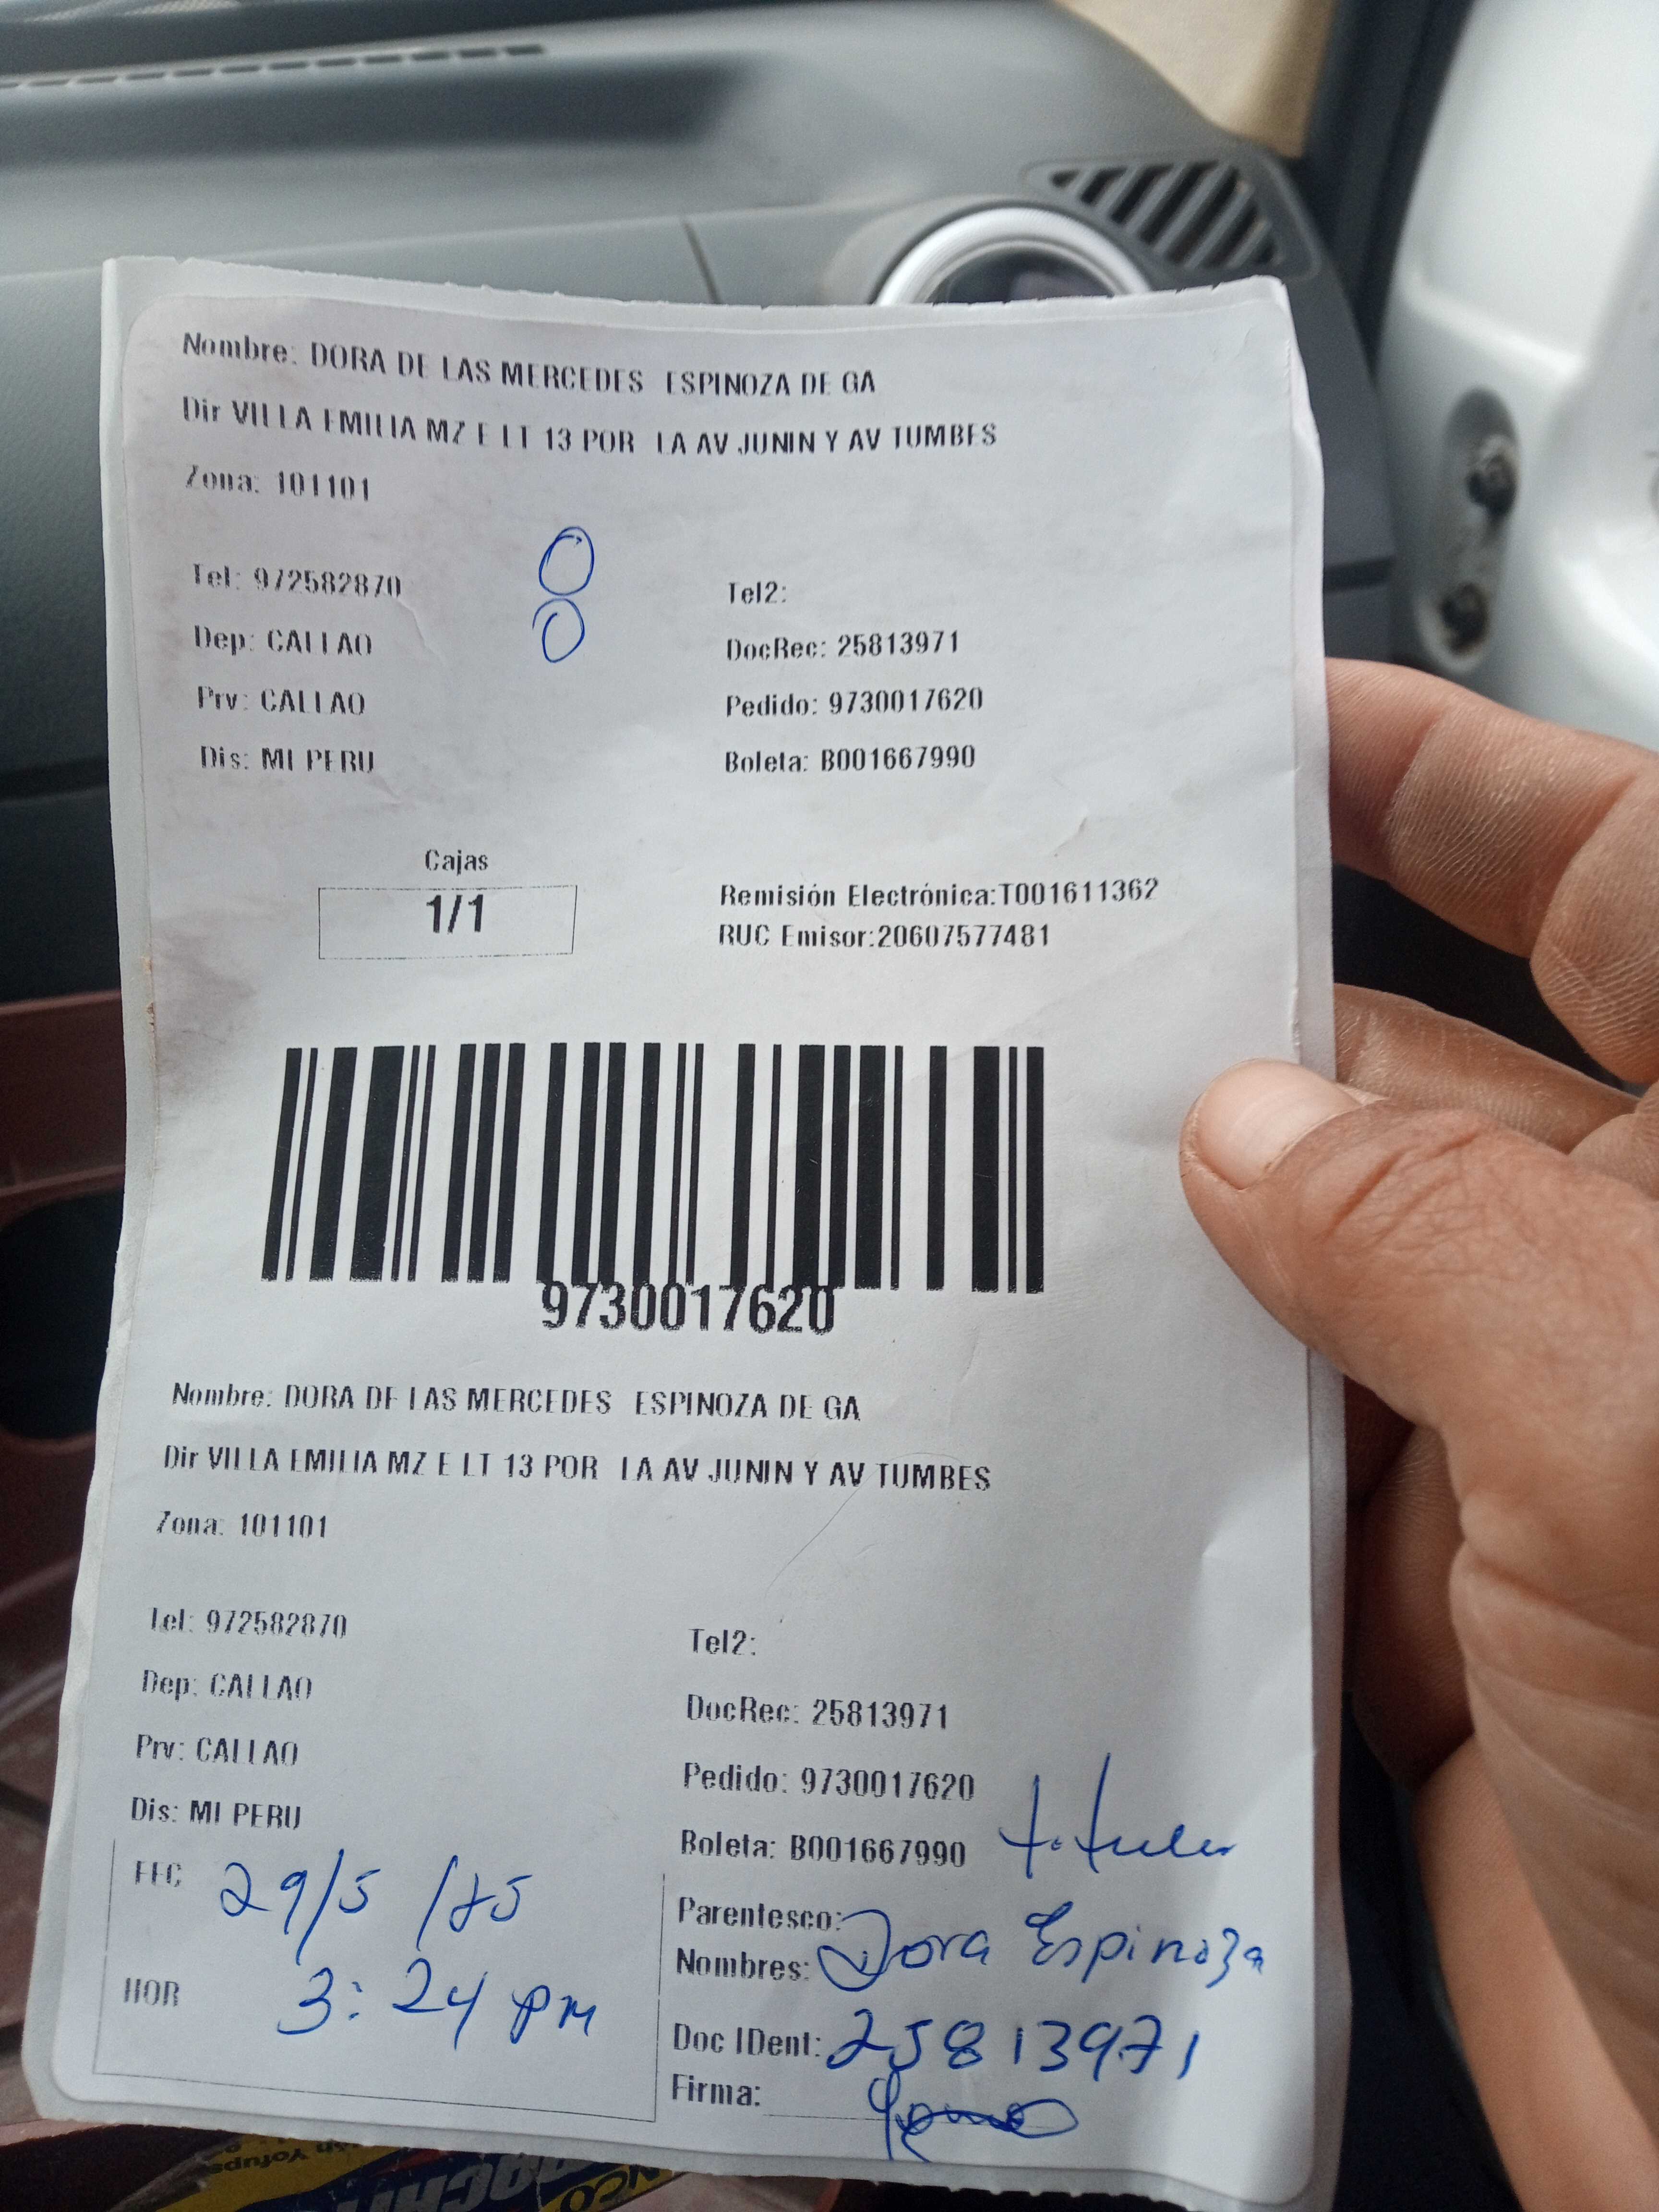 Nombre: DORA DE LAS MERCEDES ESPINOZA DE GA
Dir VILLA EMILIA MZ E LT 13 POR LA AV JUNIN Y AV TUMBES
Zona: 101101
Tel: 972582870
Tel2:
Dep: CALLAO
DocRec: 25813971
Prv: CALLAO
Pedido: 9730017620
Dis: MI PERU
Boleta: B001667990
Cajas
1/1
Remisión Electrónica:T001611362
RUC Emisor:20607577481
9730017620
Nombre: DORA DE LAS MERCEDES ESPINOZA DE GA
Dir VILLA EMILIA MZ E LT 13 POR LA AV JUNIN Y AV TUMBES
Zona: 101101
Tel: 972582870
Tel2:
Dep: CALLAO
DocRec: 25813971
Prv: CALLAO
Pedido: 9730017620
Dis: MI PERU
Boleta: B001667990
titular
FEC 29/5/25
HOR 3:24 pm
Parentesco:
Nombres: Dora Espinoza
Doc IDent: 25813971
Firma: